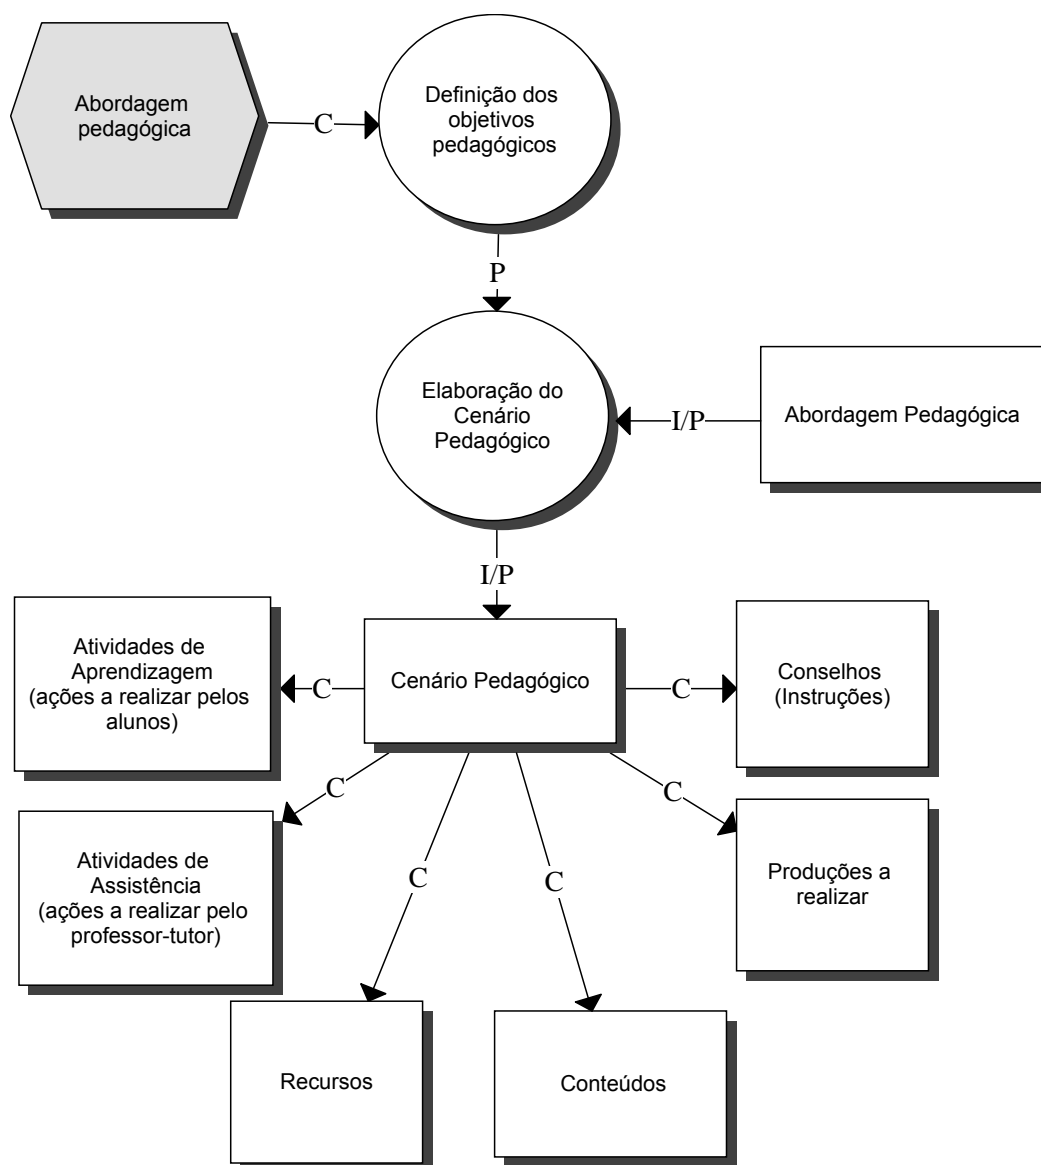 Abordagem
pedagógica
C
Definição dos
objetivos
pedagógicos
P
Elaboração do
Cenário
Pedagógico
I/P
Abordagem Pedagógica
I/P
Atividades de
Aprendizagem
(ações a realizar pelos
alunos)
C
Cenário Pedagógico
C
Conselhos
(Instruções)
C
C
Atividades de
Assistência
(ações a realizar pelo
professor-tutor)
C
C
Produções a
realizar
Recursos
Conteúdos